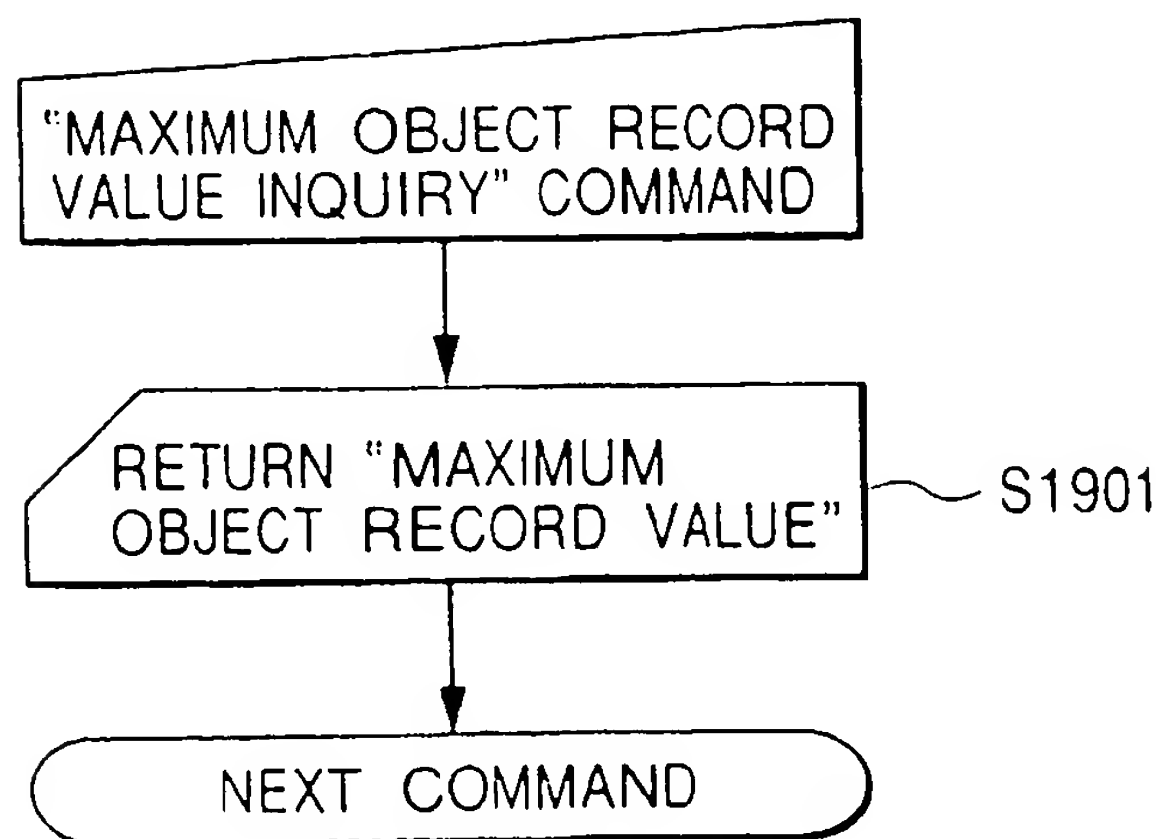 “MAXIMUM OBJECT RECORD
VALUE INQUIRY” COMMAND
RETURN “MAXIMUM
OBJECT RECORD VALUE”
S1901
NEXT COMMAND